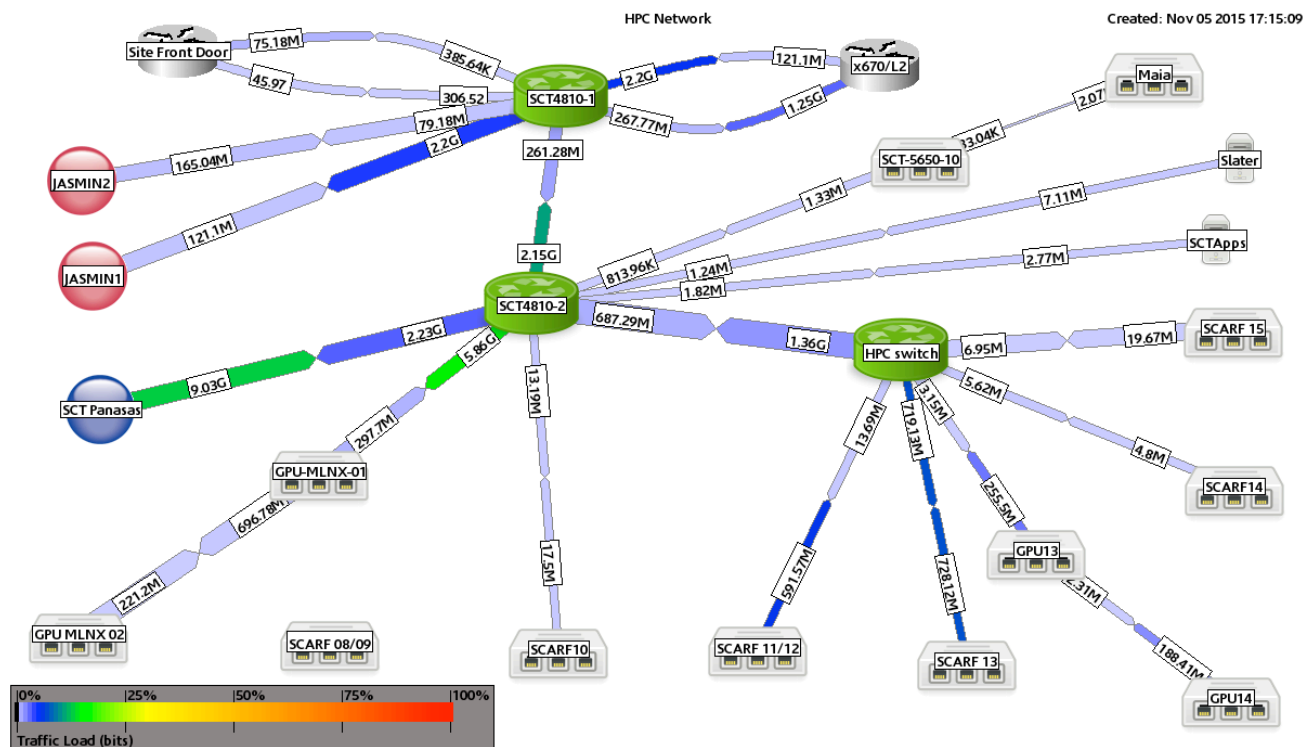 HPC Network
Created: Nov 05 2015 17:15:09
Site Front Door
75.18M
385.64K
45.97
306.52
SCT4810-1
2.2G
121.1M
x670/L2
267.77M
1.25G
Maia
33.04K
SCT-5650-10
Slater
SCTApps
JASMIN2
165.04M
79.18M
2.2G
121.1M
JASMIN1
261.28M
2.15G
813.96K
1.33M
1.24M
7.11M
1.82M
2.77M
SCT4810-2
687.29M
1.36G
HPC switch
6.95M
19.67M
SCARF 15
5.62M
4.8M
SCARF14
SCT Panasas
9.03G
2.23G
5.86G
297.7M
GPU-MLNX-01
696.78M
221.2M
GPU MLNX 02
13.19M
17.5M
SCARF10
SCARF 08/09
13.69M
591.57M
SCARF 11/12
719.13M
728.12M
SCARF 13
3.15M
255.5M
GPU13
2.31M
188.41M
GPU14
0% 25% 50% 75% 100%
Traffic Load (bits)